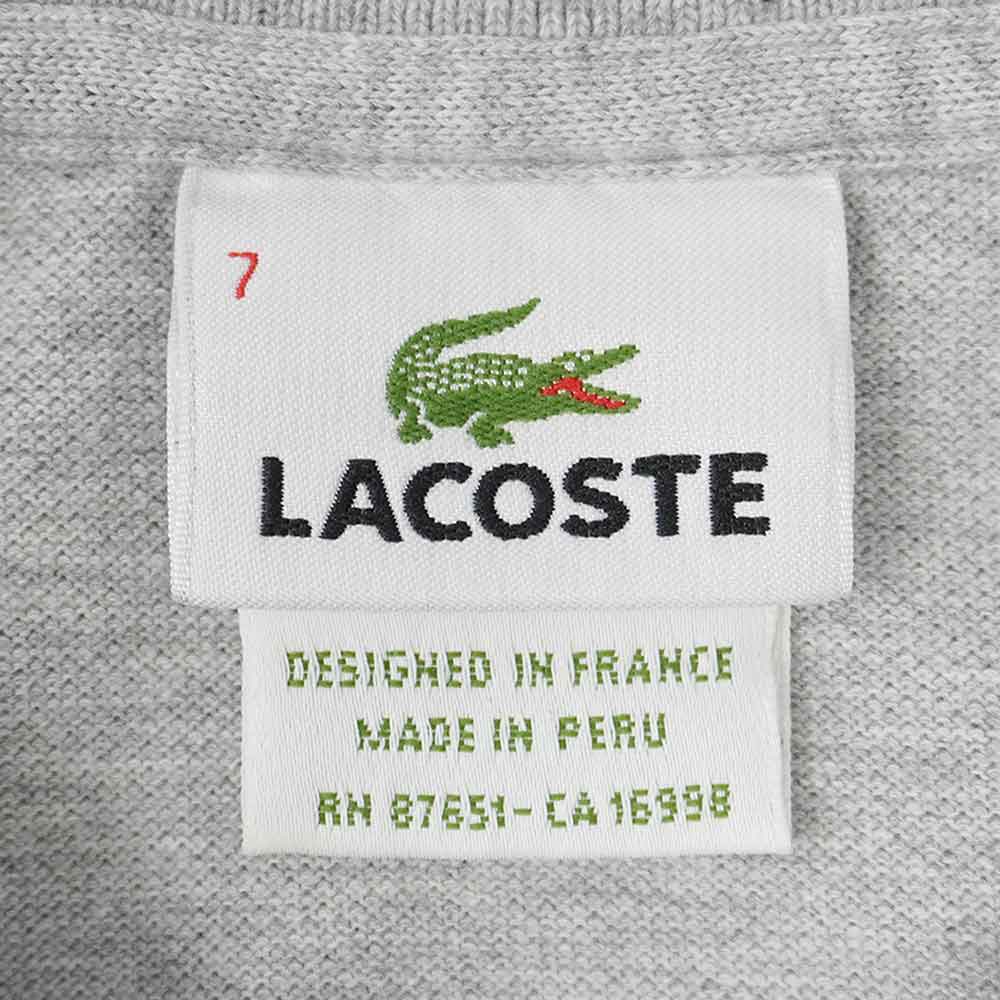 7
LACOSTE
DESIGNED IN FRANCE
MADE IN PERU
RN 87651-CA 16998